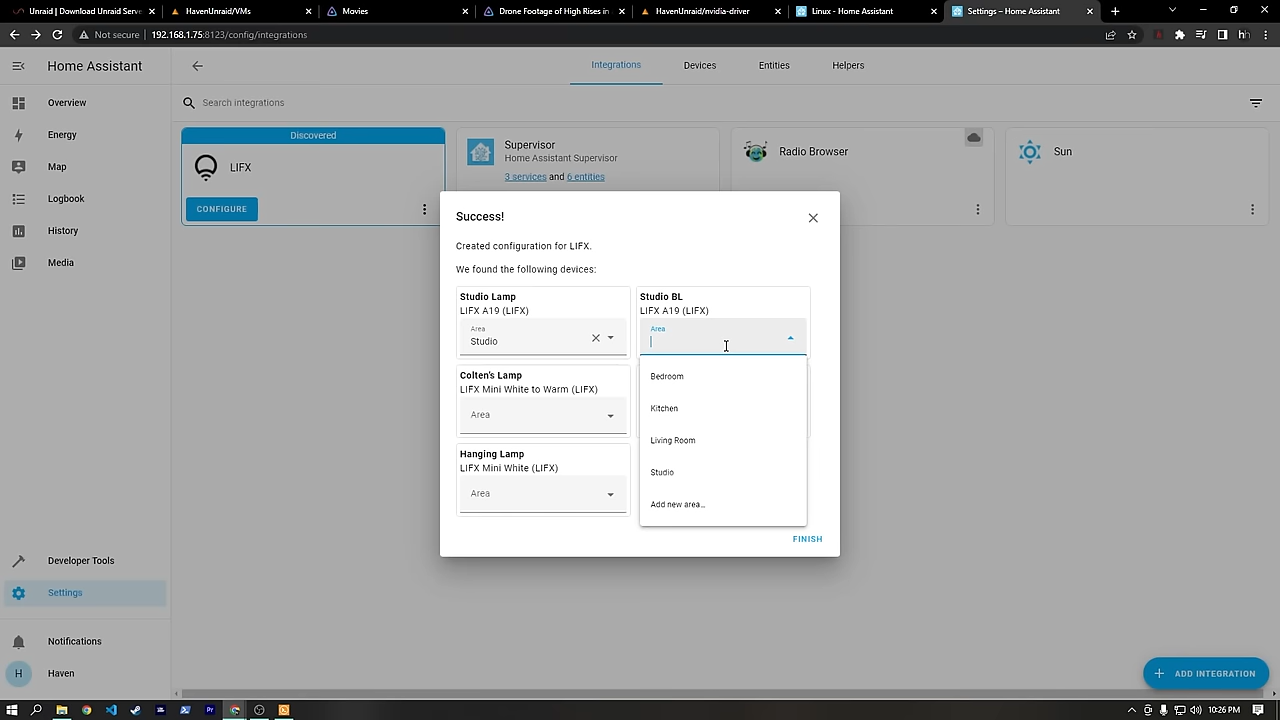 Unraid | Download Unraid Serv
HavenUnraid/VMs
Movies
Drone Footage of High Rises in
HavenUnraid/nvidia-driver
Linux - Home Assistant
Settings – Home Assistant
Not secure
192.168.1.75:8123/config/integrations
Home Assistant
Integrations
Devices
Entities
Helpers
Overview
Energy
Map
Logbook
History
Media
Search integrations
Discovered
LIFX
CONFIGURE
Supervisor
Home Assistant Supervisor
3 services and 6 entities
Radio Browser
Sun
Success!
Created configuration for LIFX.
We found the following devices:
Studio Lamp
LIFX A19 (LIFX)
Area
Studio
Studio BL
LIFX A19 (LIFX)
Area
Bedroom
Kitchen
Living Room
Studio
Add new area…
Colten's Lamp
LIFX Mini White to Warm (LIFX)
Area
Hanging Lamp
LIFX Mini White (LIFX)
Area
FINISH
Developer Tools
Settings
Notifications
H
Haven
ADD INTEGRATION
Pr
10:26 PM